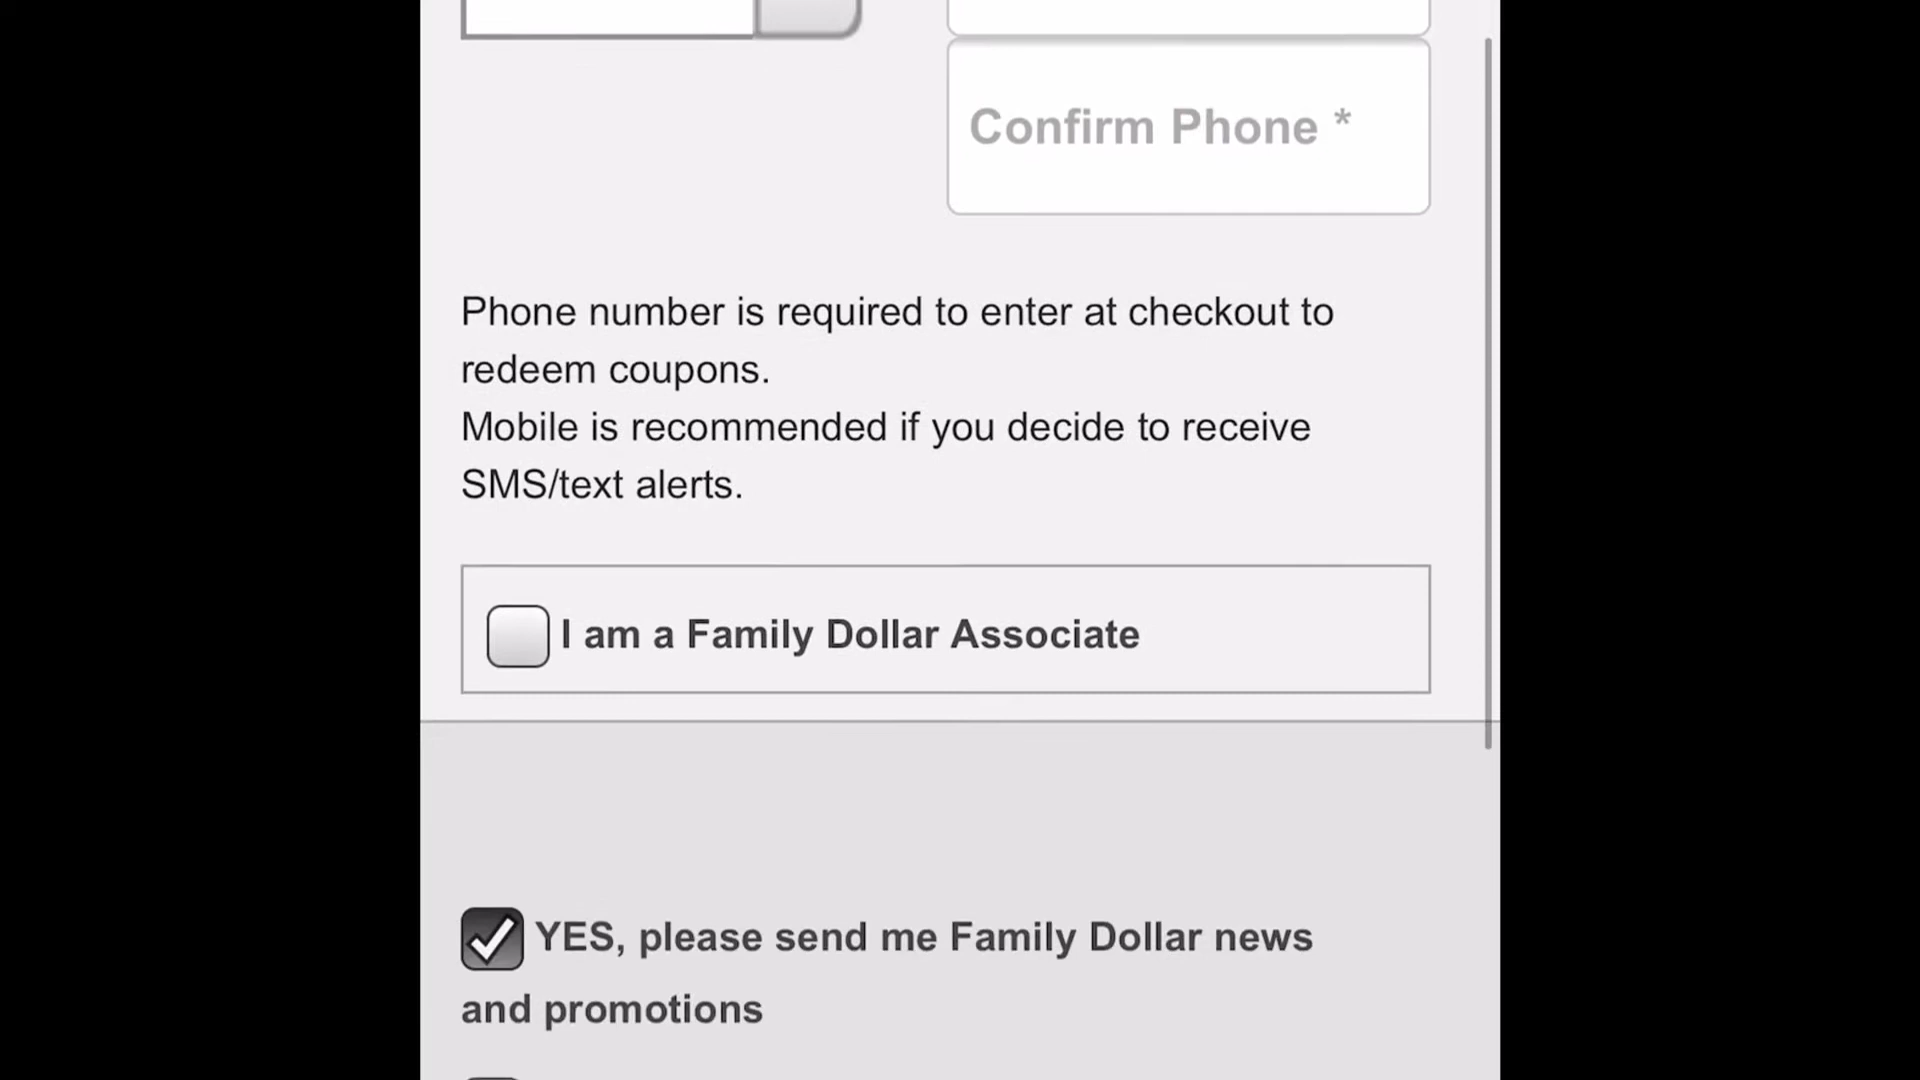 Confirm Phone *
Phone number is required to enter at checkout to
redeem coupons.
Mobile is recommended if you decide to receive
SMS/text alerts.
I am a Family Dollar Associate
YES, please send me Family Dollar news
and promotions